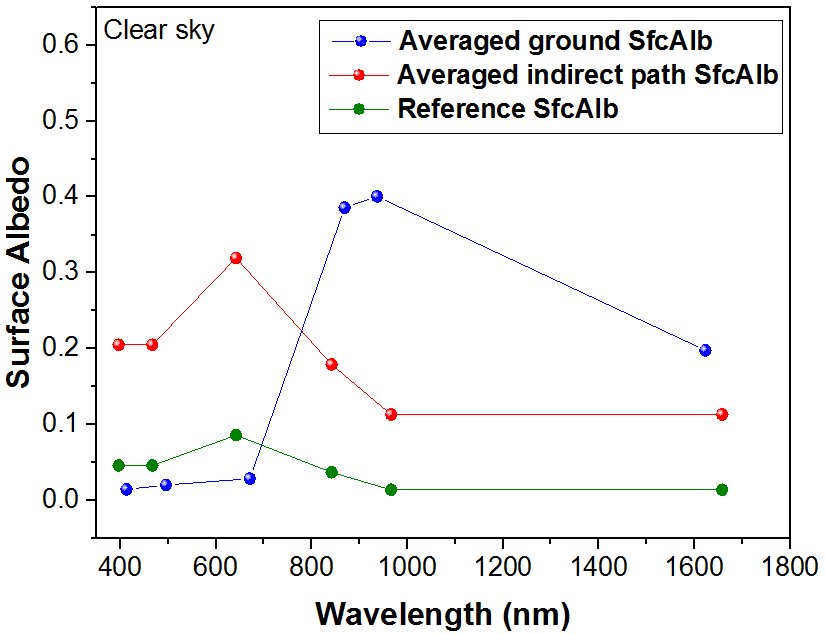 Clear sky
Averaged ground SfcAlb
Averaged indirect path SfcAlb
Reference SfcAlb
0.6
0.5
0.4
0.3
0.2
0.1
0.0
Surface Albedo
400 600 800 1000 1200 1400 1600 1800
Wavelength (nm)